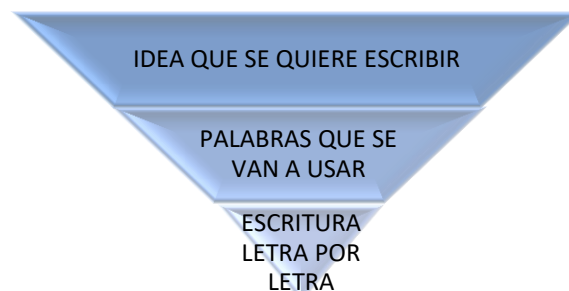 IDEA QUE SE QUIERE ESCRIBIR
PALABRAS QUE SE
VAN A USAR
ESCRITURA
LETRA POR
LETRA